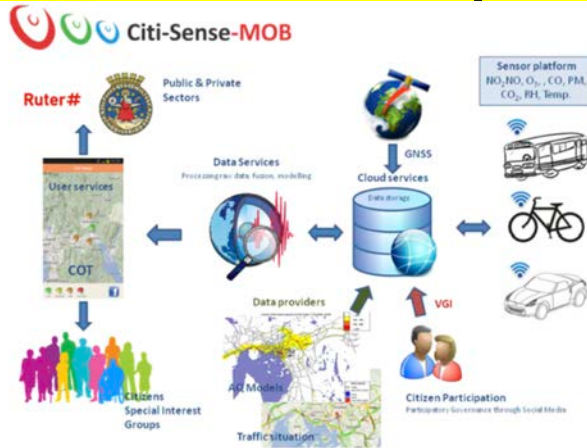 Citi-Sense-MOB
Ruter#
Public & Private
Sectors
Sensor platform
NO2,NO, O3, , CO, PM,
CO2, RH, Temp.
GNSS
User services
Data Services
Processing raw data, fusion, modelling
Cloud services
Data storage
COT
Data providers
VGI
AQ Models
Citizens
Special Interest
Groups
Traffic situation
Citizen Participation
Participatory Governance through Social Media